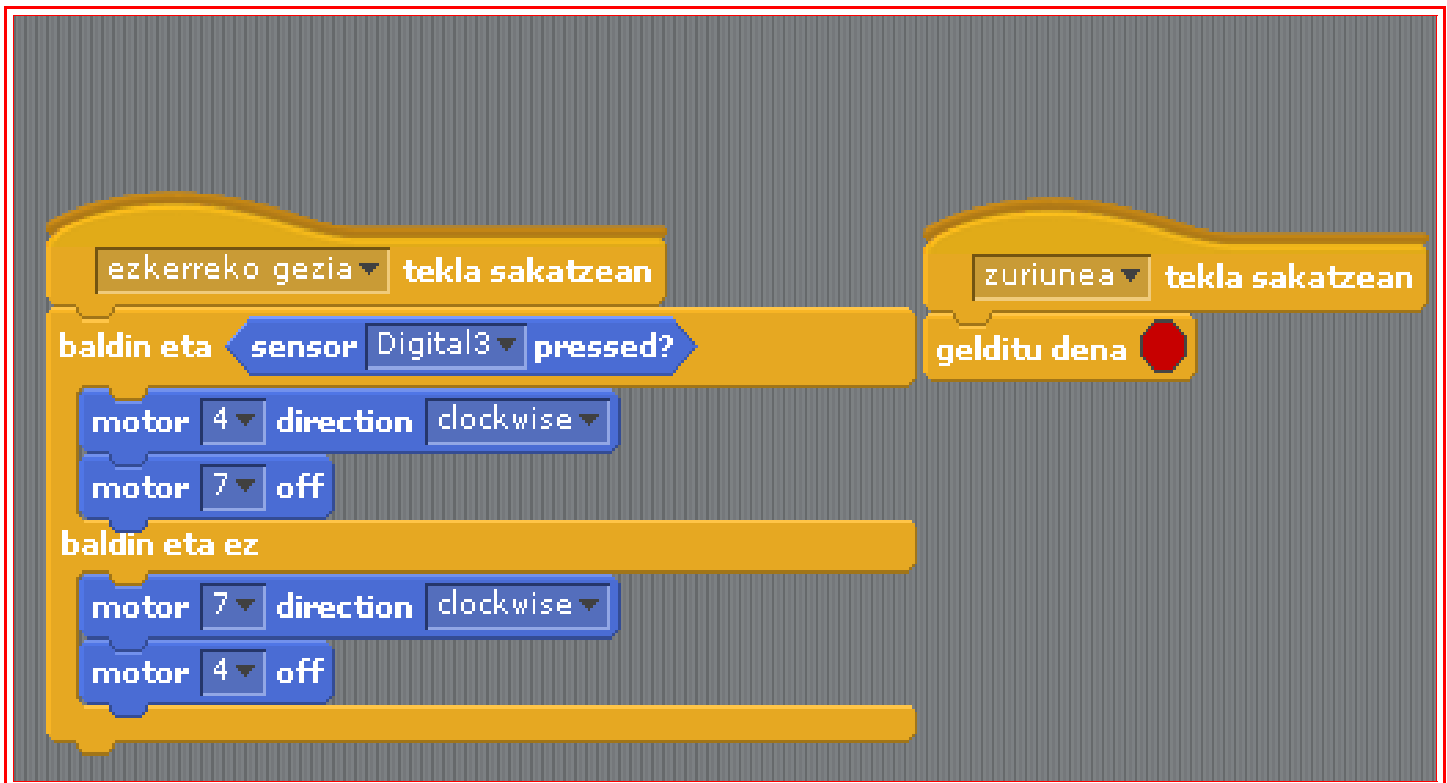 ezkerreko gezia tekla sakatzean
baldin eta sensor Digital3 pressed?
motor 4 direction clockwise
motor 7 off
baldin eta ez
motor 7 direction clockwise
motor 4 off
zuriunea tekla sakatzean
gelditu dena